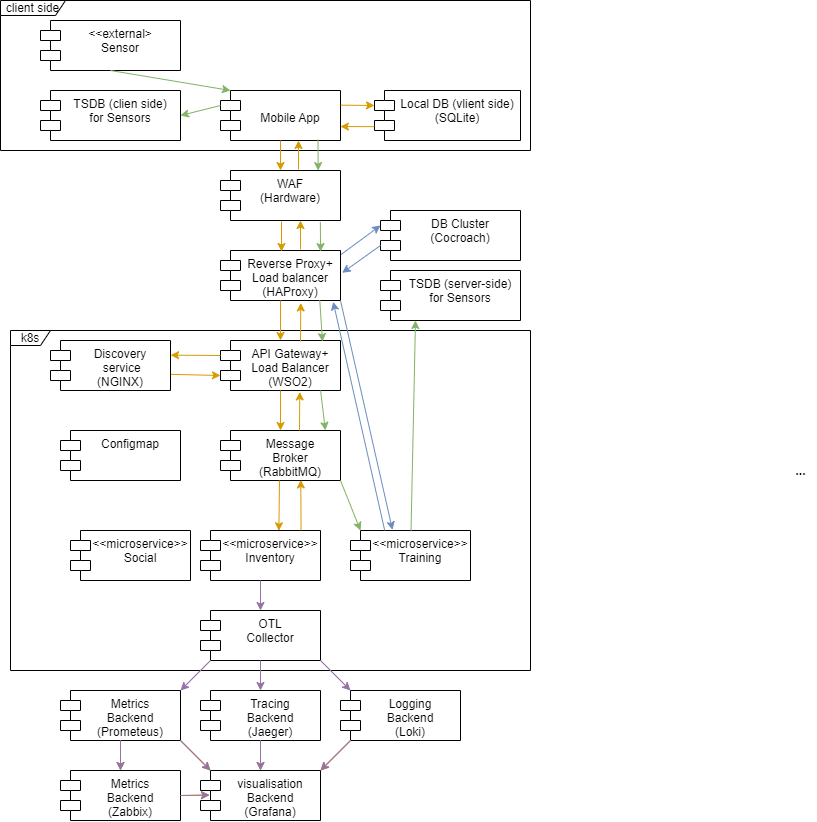 client side
<<external>
Sensor
TSDB (clien side)
for Sensors
Mobile App
Local DB (vlient side)
(SQLite)
WAF
(Hardware)
DB Cluster
(Cocroach)
Reverse Proxy+
Load balancer
(HAProxy)
TSDB (server-side)
for Sensors
k8s
Discovery
service
(NGINX)
API Gateway+
Load Balancer
(WSO2)
Configmap
Message
Broker
(RabbitMQ)
...
<<microservice>>
Social
<<microservice>>
Inventory
<<microservice>>
Training
OTL
Collector
Metrics
Backend
(Prometeus)
Tracing
Backend
(Jaeger)
Logging
Backend
(Loki)
Metrics
Backend
(Zabbix)
visualisation
Backend
(Grafana)